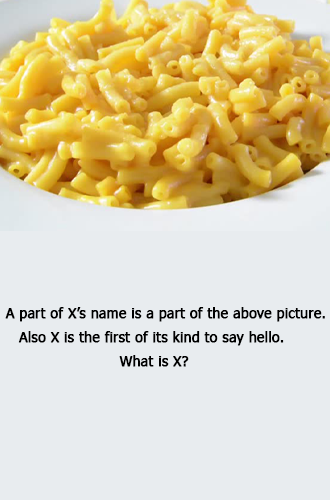 A part of X's name is a part of the above picture.
Also X is the first of its kind to say hello.
What is X?